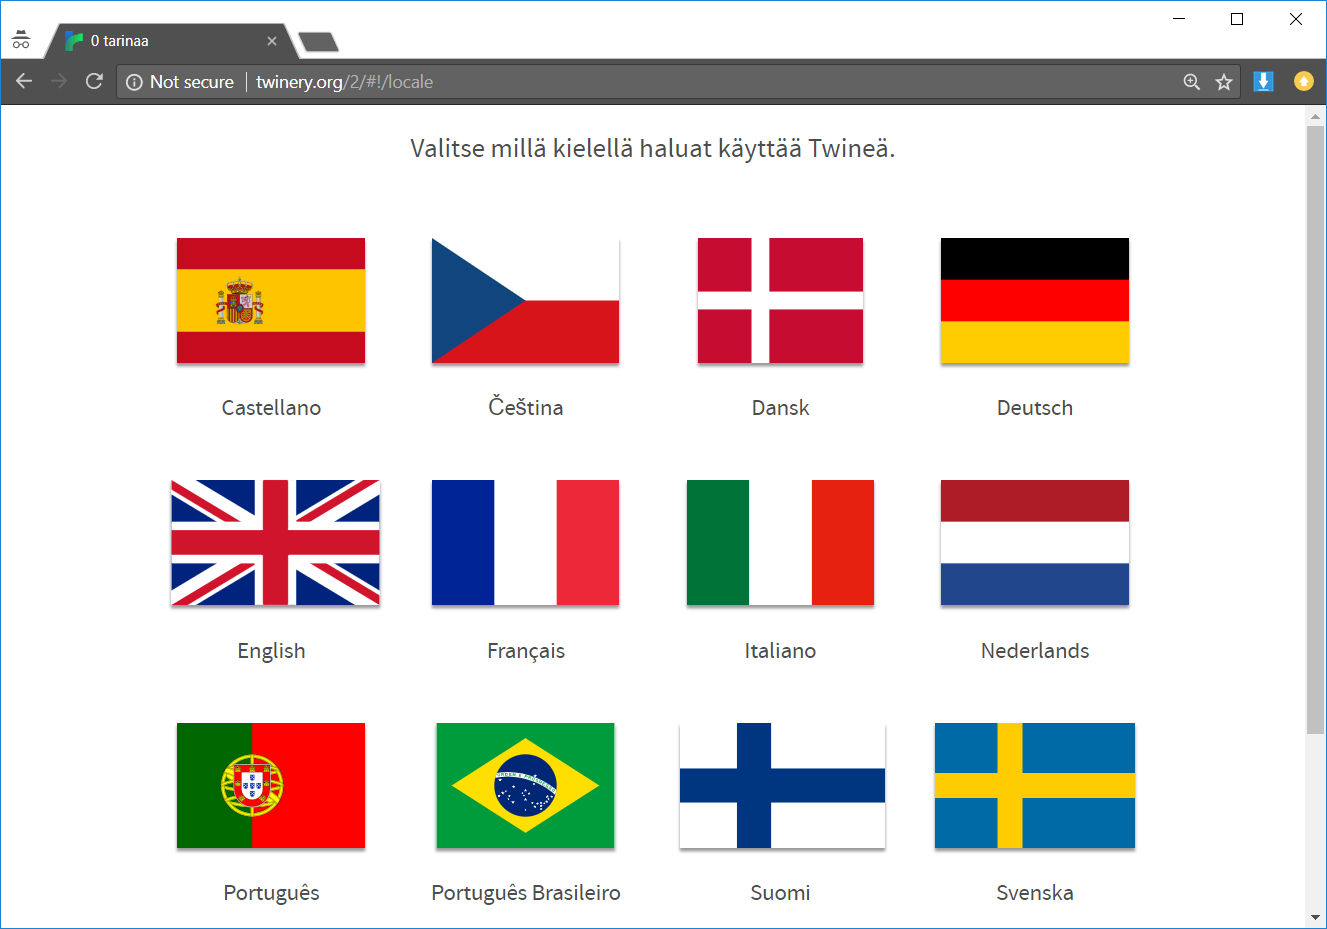 0 tarinaa
Not secure
twinery.org/2/#!/locale
Valitse millä kielellä haluat käyttää Twineä.
Castellano
Čeština
Dansk
Deutsch
English
Français
Italiano
Nederlands
Português
Português Brasileiro
Suomi
Svenska